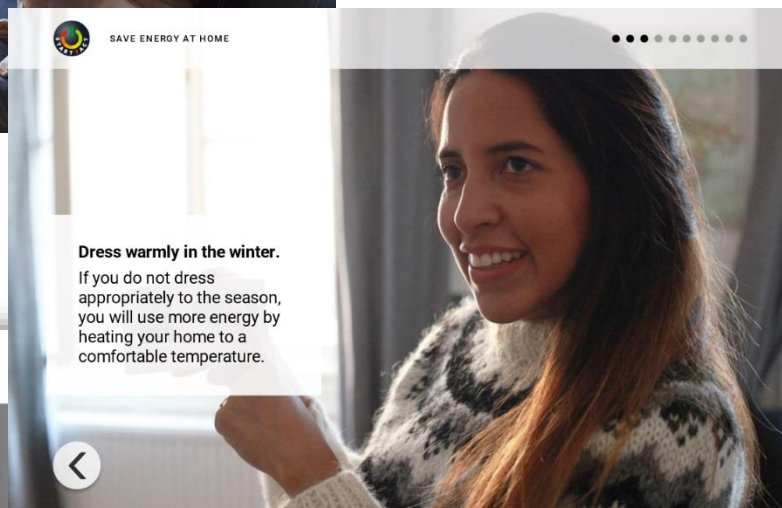 START2ACT
SAVE ENERGY AT HOME
Dress warmly in the winter.
If you do not dress
appropriately to the season,
you will use more energy by
heating your home to a
comfortable temperature.